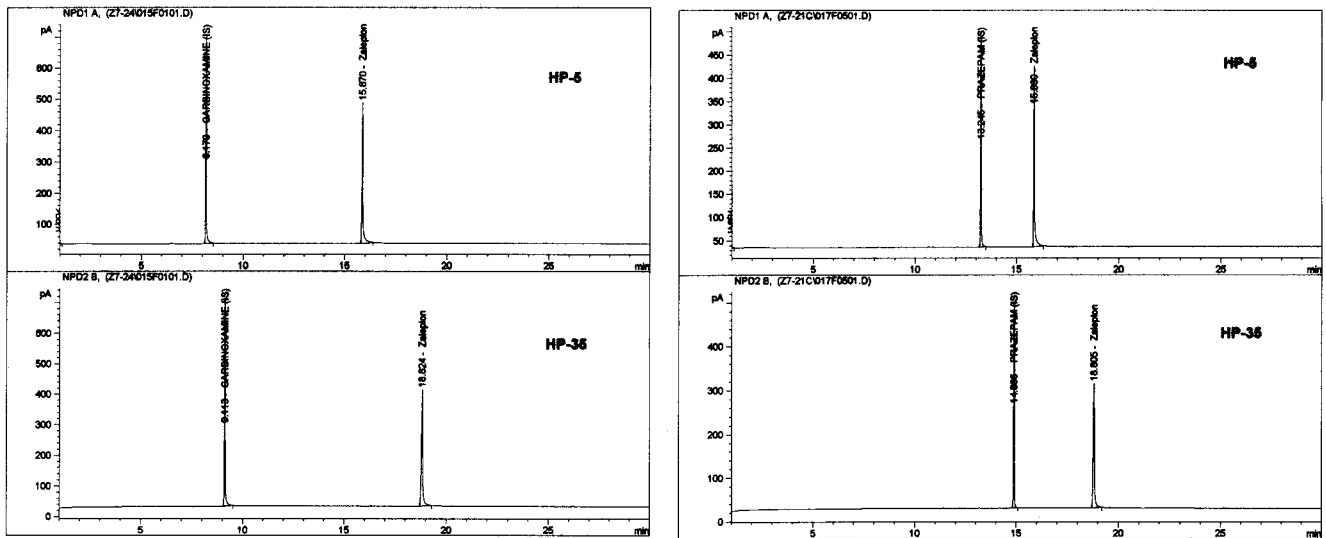 NPD1 A, (Z7-24\015F0101.D)
pA
600
500
400
300
200
100
8.170 - CARBINOXAMINE (IS)
15.870 - Zaleplon
HP-5
5
10
15
20
25
min
NPD2 B, (Z7-24\015F0101.D)
pA
600
500
400
300
200
100
0
9.113 - CARBINOXAMINE (IS)
18.824 - Zaleplon
HP-35
5
10
15
20
25
min
NPD1 A, (Z7-21C\017F0501.D)
pA
450
400
350
300
250
200
150
100
50
13.245 - PRAZEPAM (IS)
Zaleplon
HP-5
5
10
15
20
25
min
NPD2 B, (Z7-21C\017F0501.D)
pA
400
300
200
100
0
PRAZEPAM (IS)
18.805 - Zaleplon
HP-35
5
10
15
20
25
min